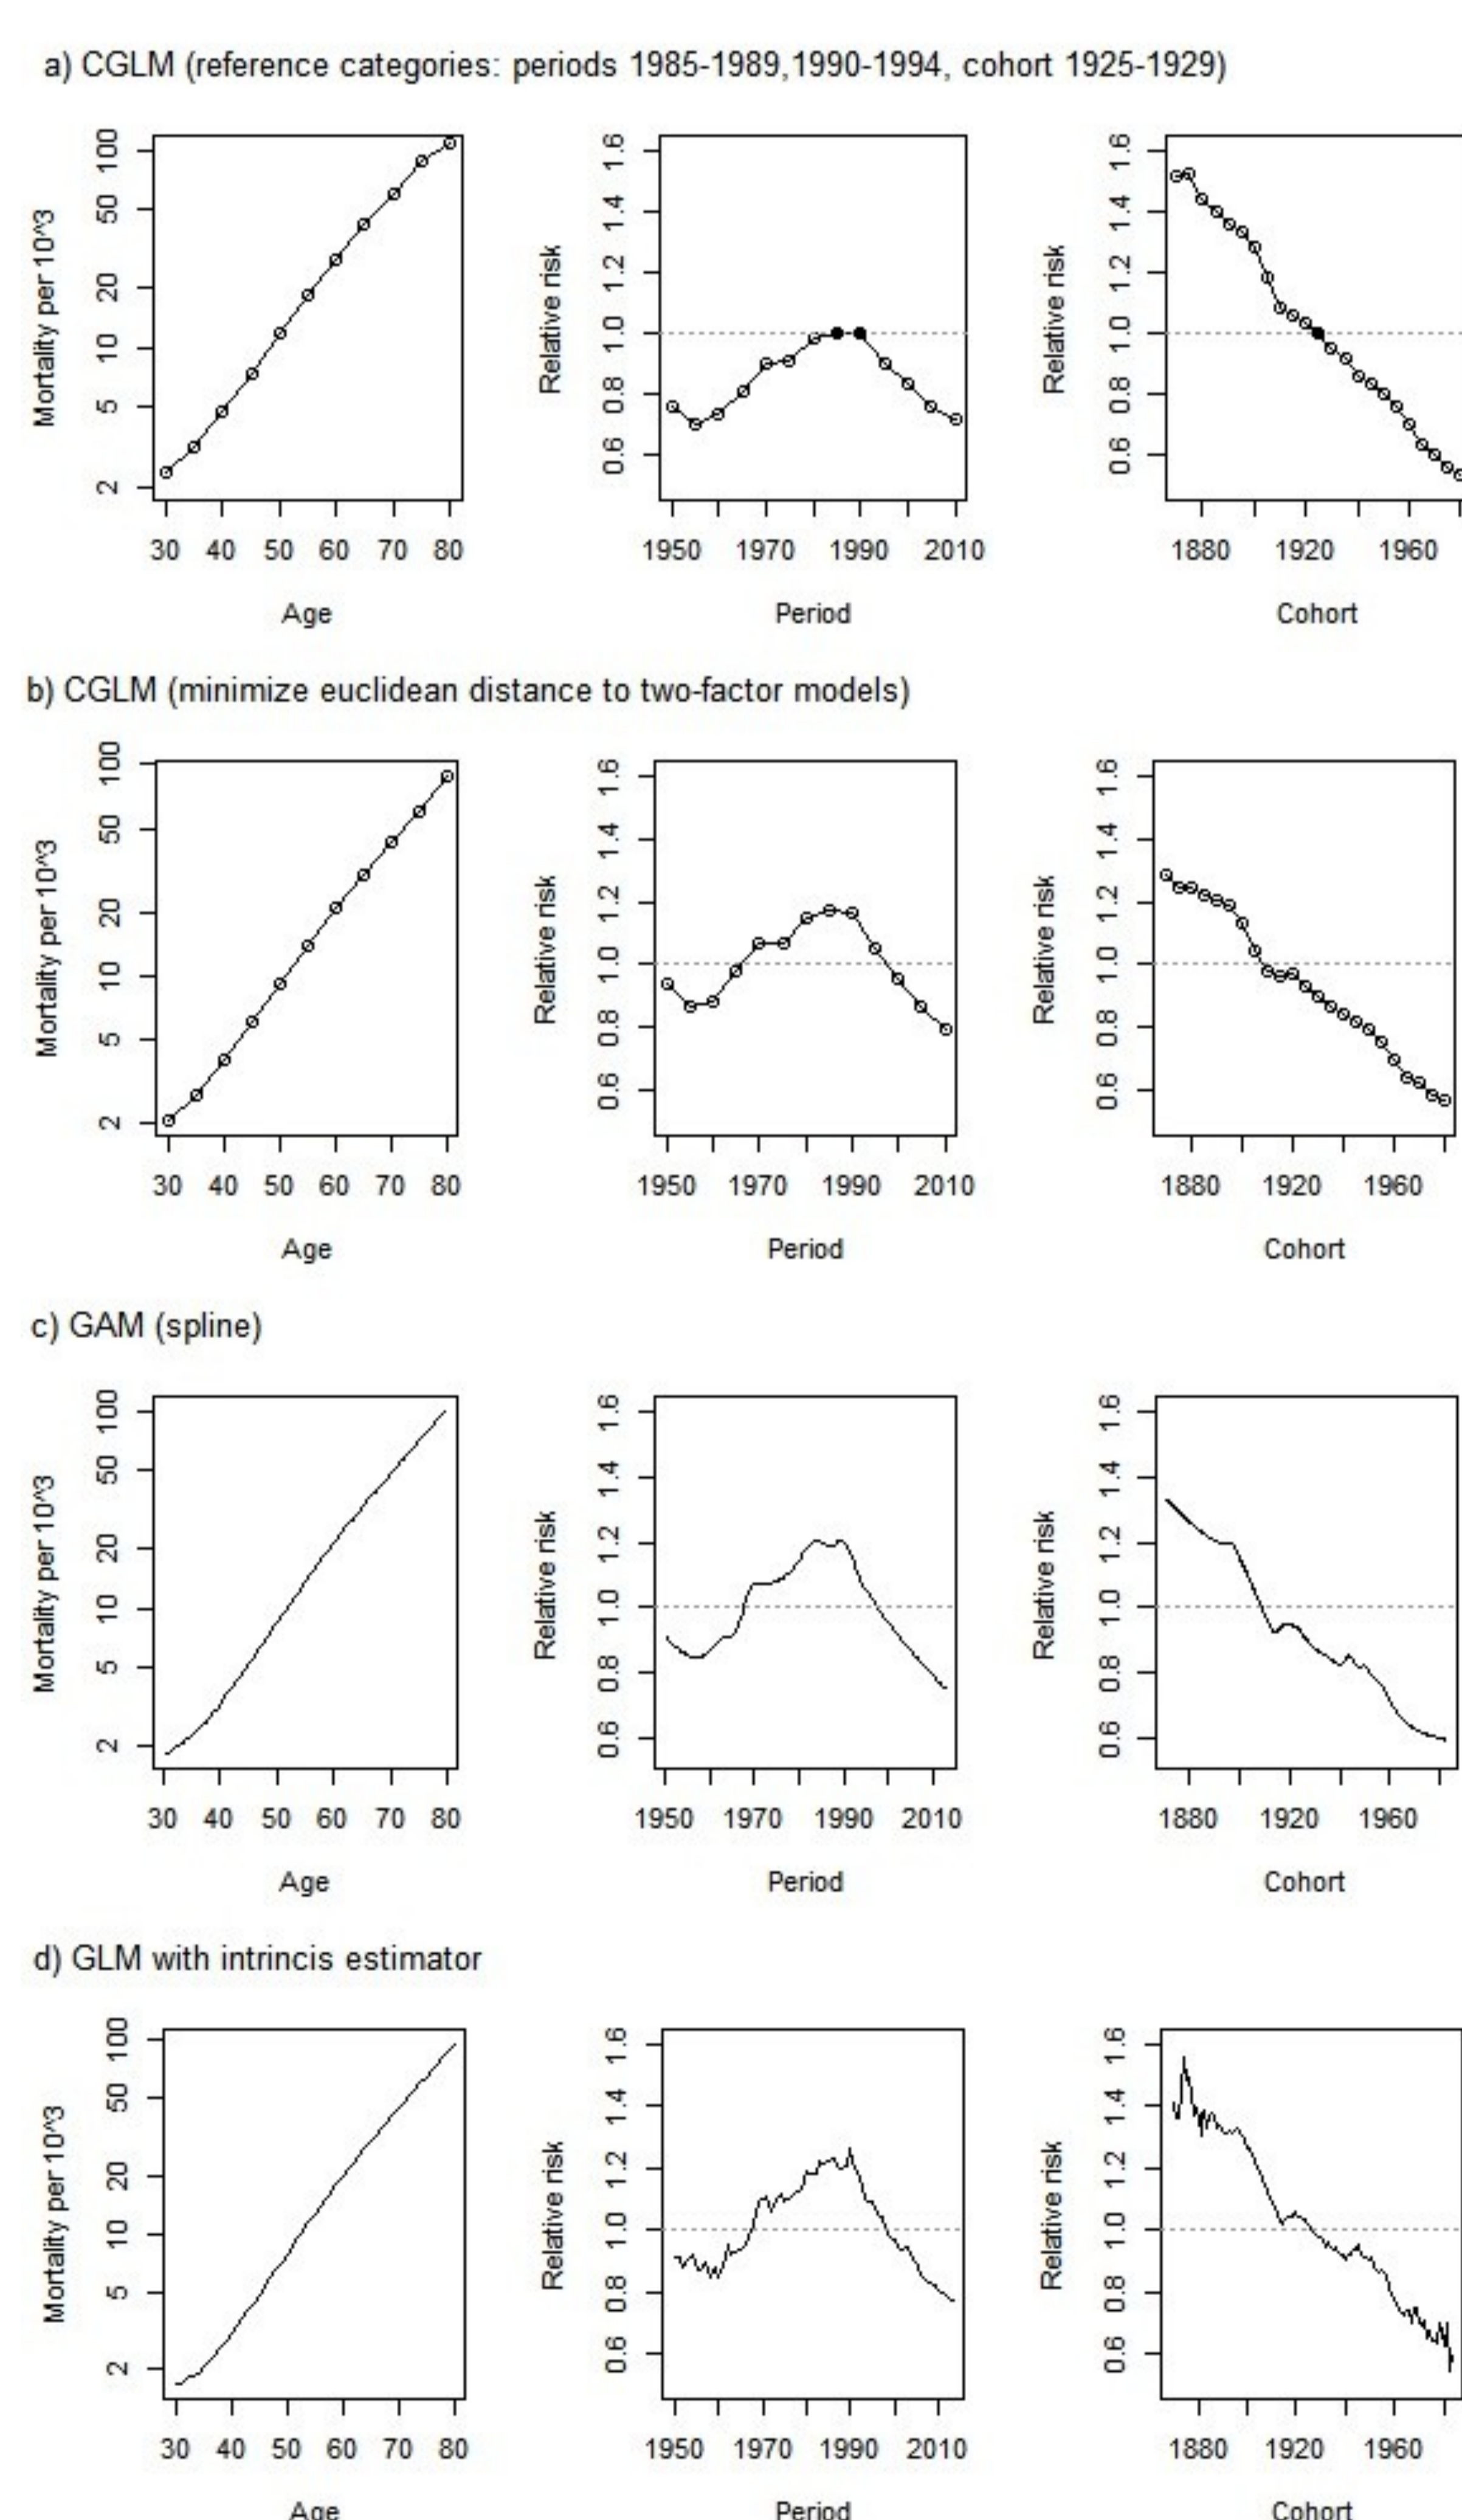 a) CGLM (reference categories: periods 1985-1989,1990-1994, cohort 1925-1929)
Mortality per 10^3
100
50
20
10
5
2
30 40 50 60 70 80
Age
Relative risk
1.6
1.4
1.2
1.0
0.8
0.6
1950 1970 1990 2010
Period
Relative risk
1.6
1.4
1.2
1.0
0.8
0.6
1880 1920 1960
Cohort
b) CGLM (minimize euclidean distance to two-factor models)
Mortality per 10^3
100
50
20
10
5
2
30 40 50 60 70 80
Age
Relative risk
1.6
1.4
1.2
1.0
0.8
0.6
1950 1970 1990 2010
Period
Relative risk
1.6
1.4
1.2
1.0
0.8
0.6
1880 1920 1960
Cohort
c) GAM (spline)
Mortality per 10^3
100
50
20
10
5
2
30 40 50 60 70 80
Age
Relative risk
1.6
1.4
1.2
1.0
0.8
0.6
1950 1970 1990 2010
Period
Relative risk
1.6
1.4
1.2
1.0
0.8
0.6
1880 1920 1960
Cohort
d) GLM with intrincis estimator
Mortality per 10^3
100
50
20
10
5
2
30 40 50 60 70 80
Age
Relative risk
1.6
1.4
1.2
1.0
0.8
0.6
1950 1970 1990 2010
Period
Relative risk
1.6
1.4
1.2
1.0
0.8
0.6
1880 1920 1960
Cohort